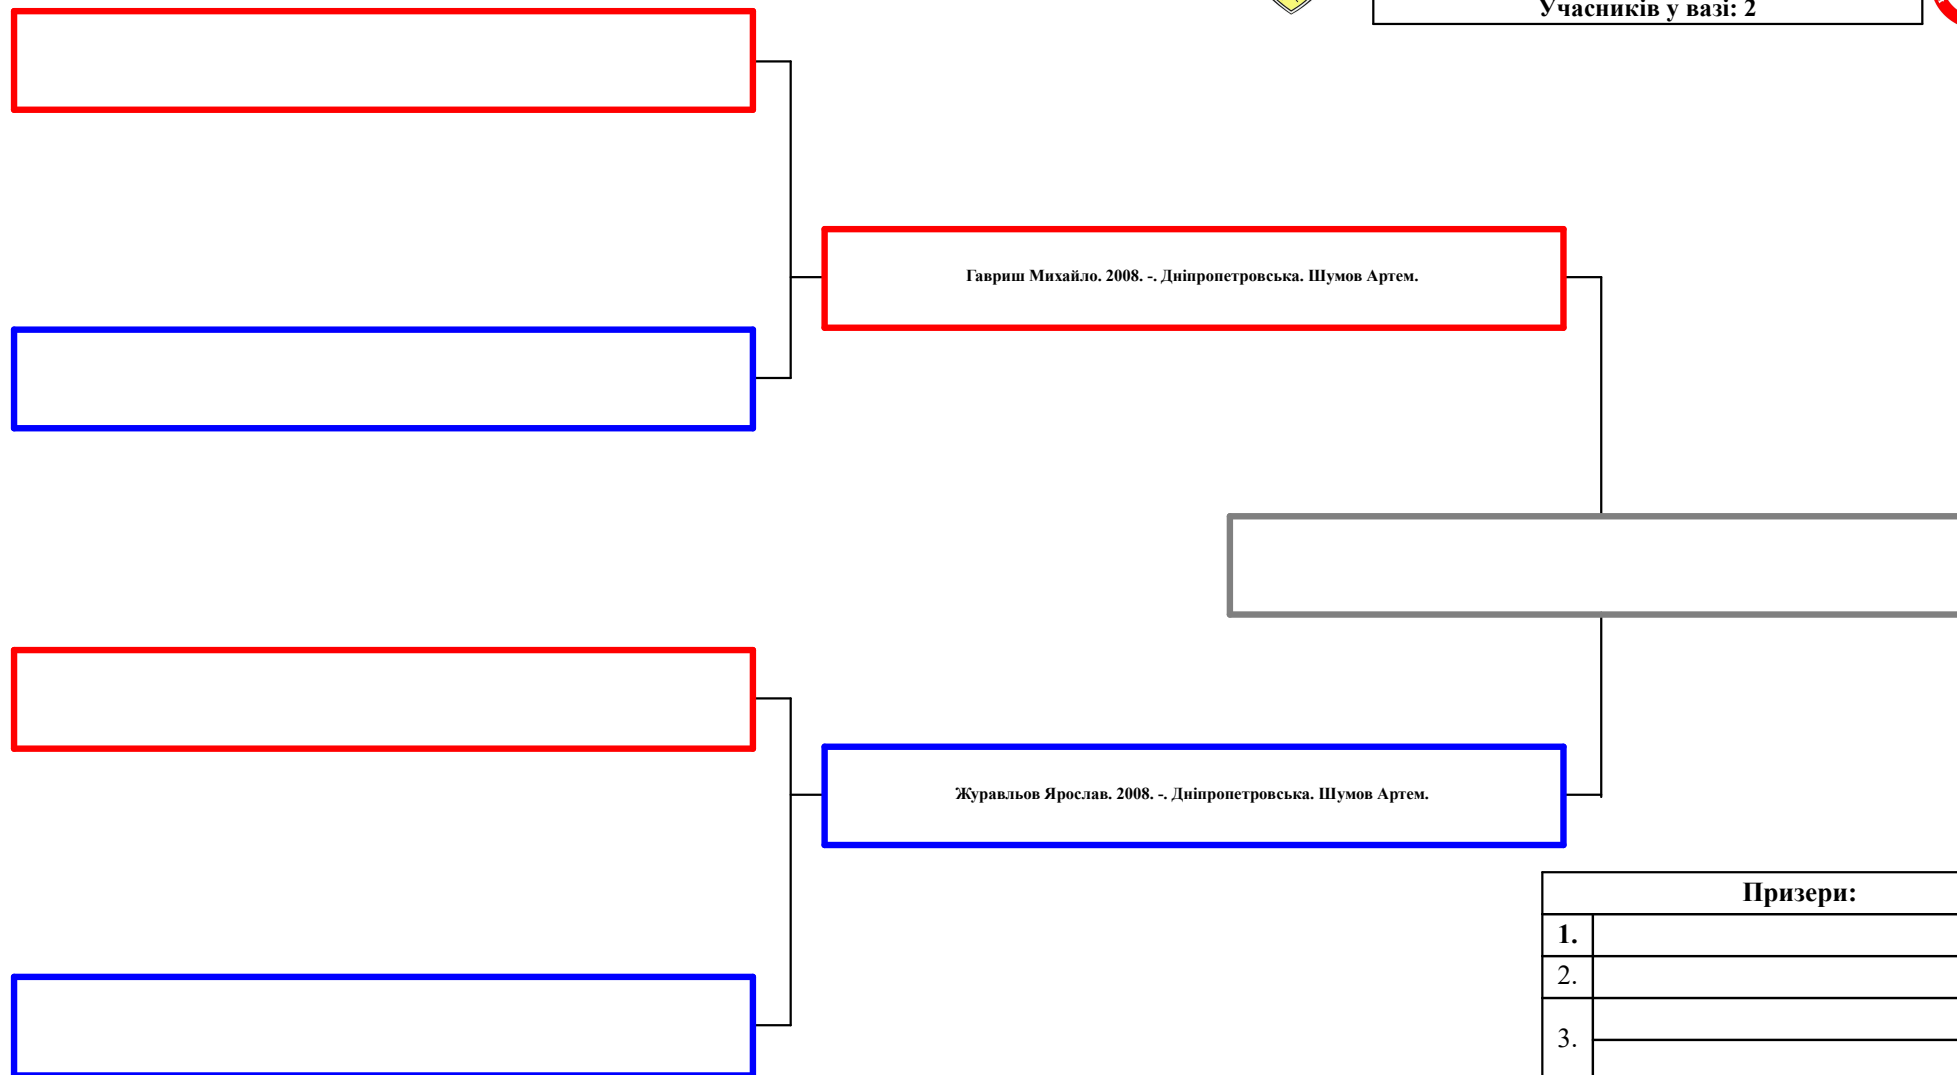 Учасників у вазі: 2
Гавриш Михайло. 2008. -. Дніпропетровська. Шумов Артем.
Журавльов Ярослав. 2008. -. Дніпропетровська. Шумов Артем.
Призери:
1.
2.
3.